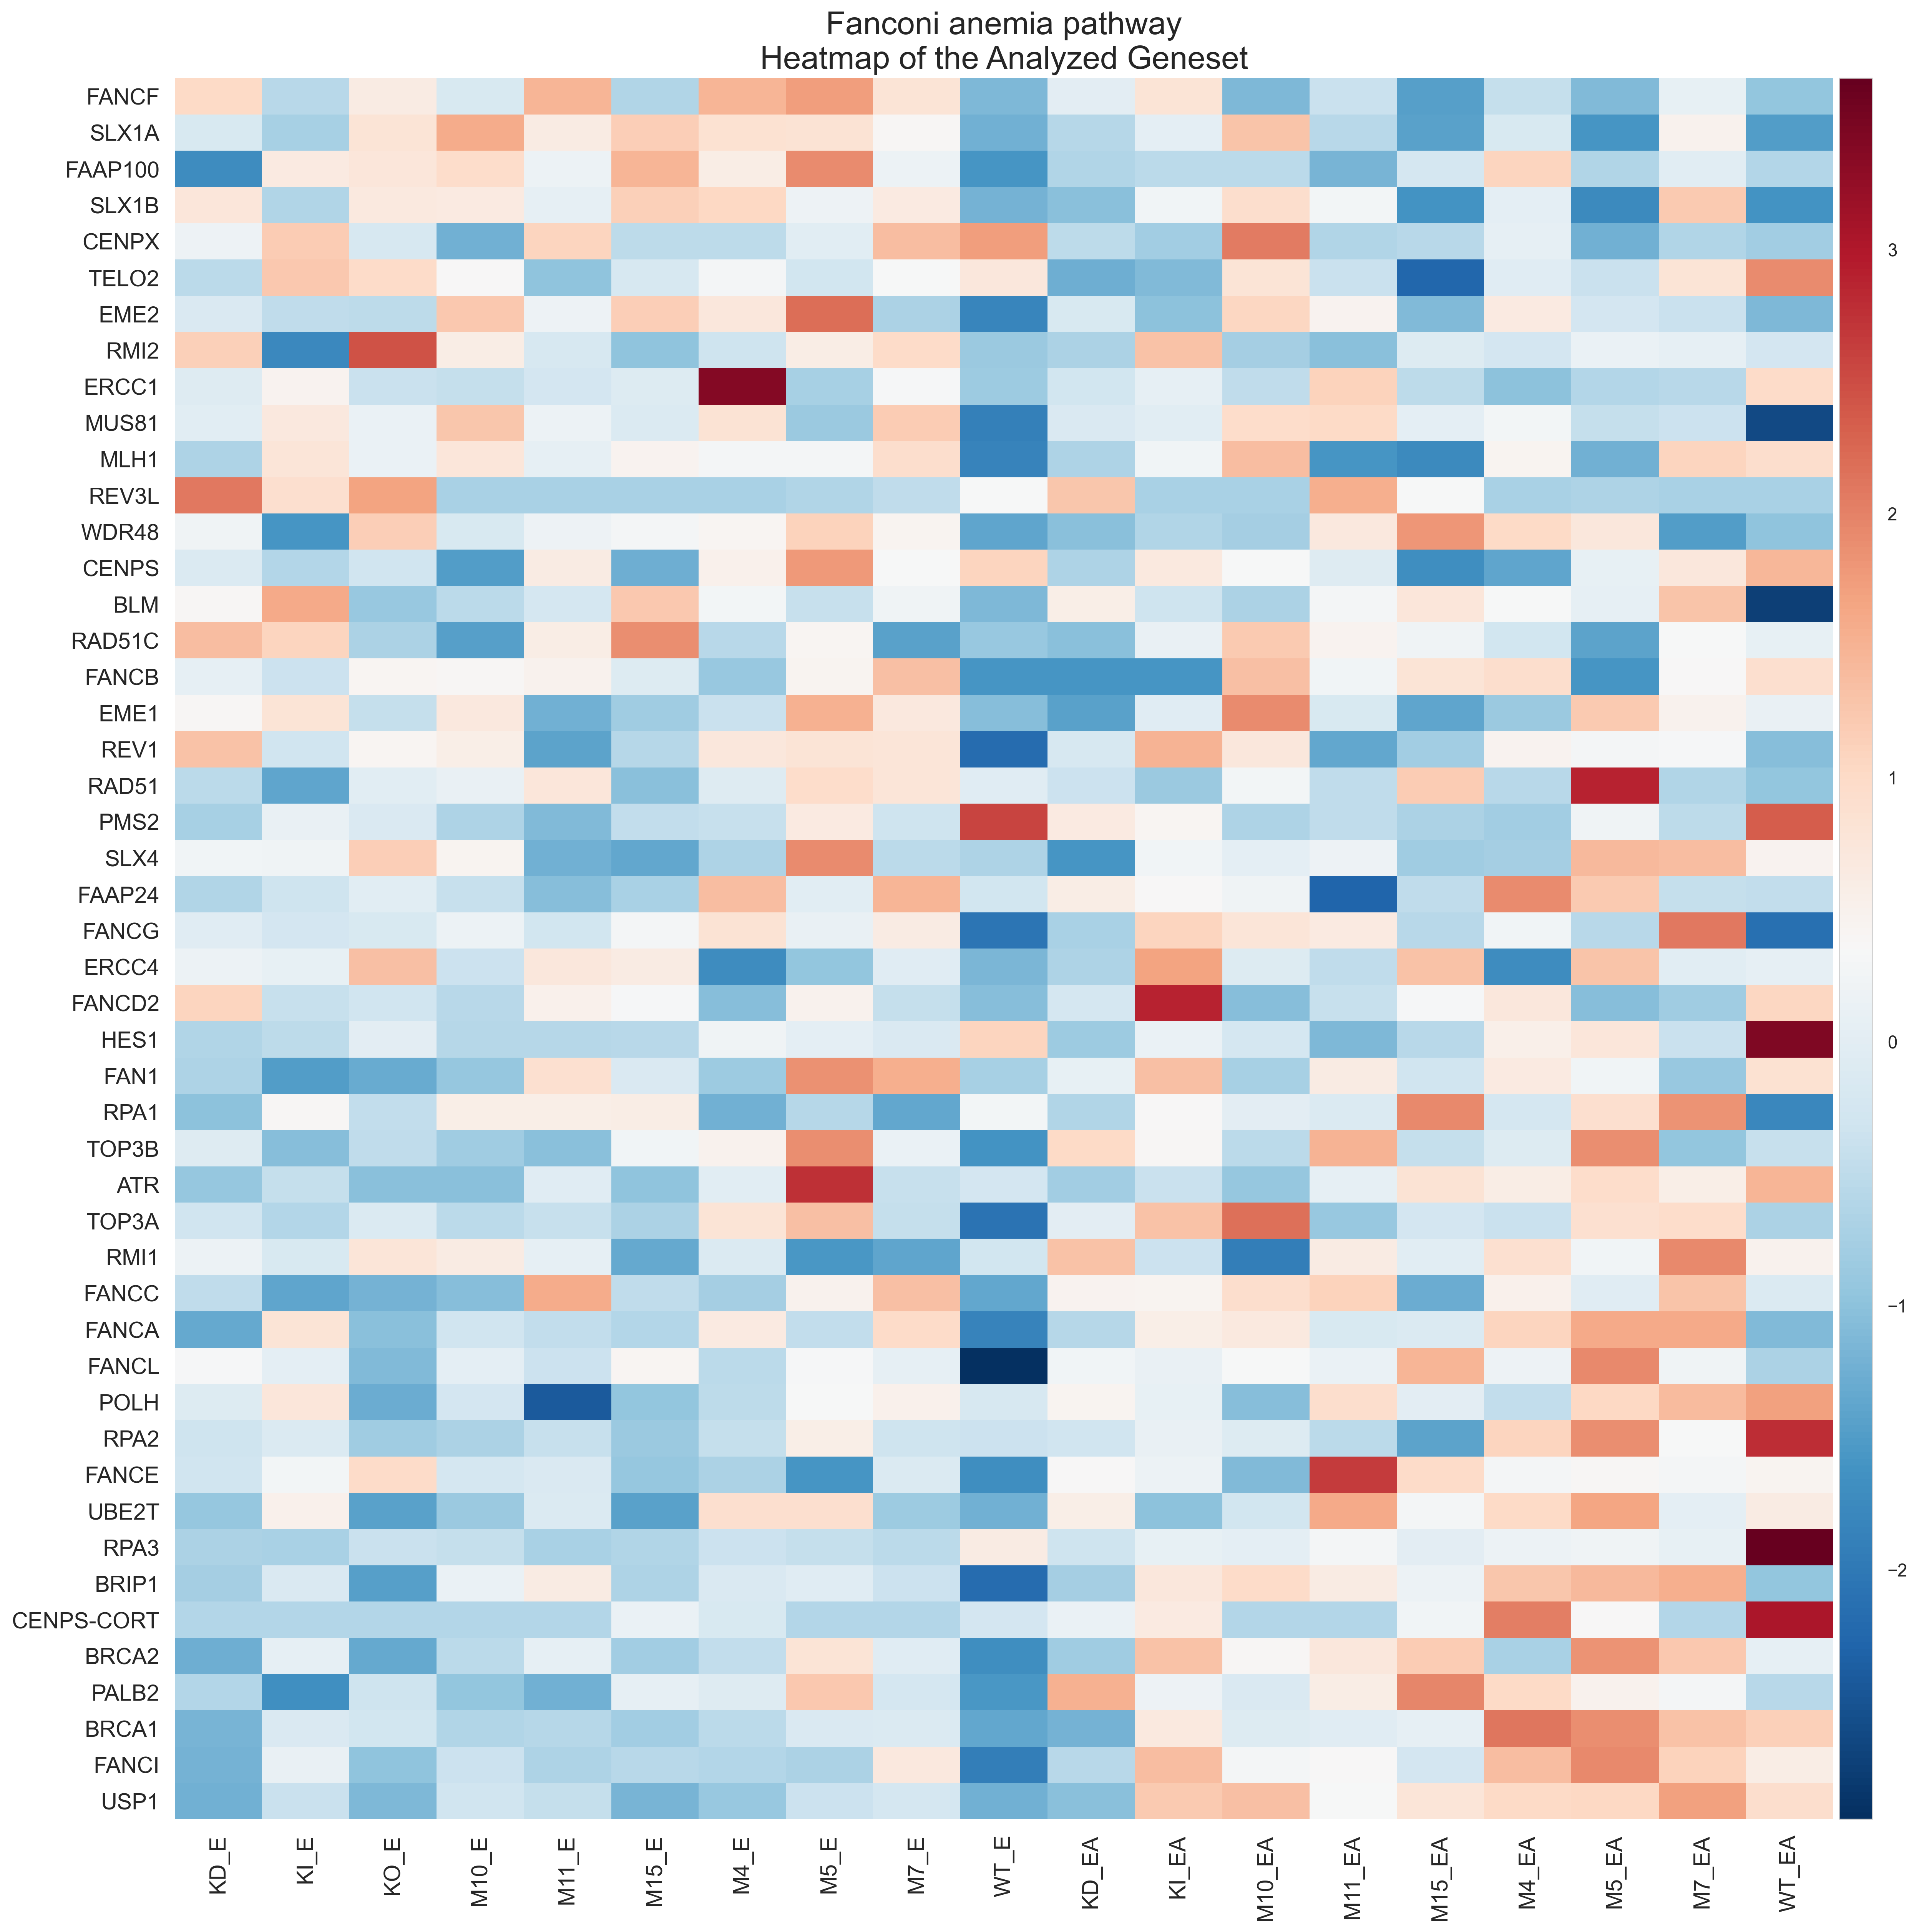 Fanconi anemia pathway
Heatmap of the Analyzed Geneset
FANCF
SLX1A
FAAP100
SLX1B
CENPX
TELO2
EME2
RMI2
ERCC1
MUS81
MLH1
REV3L
WDR48
CENPS
BLM
RAD51C
FANCB
EME1
REV1
RAD51
PMS2
SLX4
FAAP24
FANCG
ERCC4
FANCD2
HES1
FAN1
RPA1
TOP3B
ATR
TOP3A
RMI1
FANCC
FANCA
FANCL
POLH
RPA2
FANCE
UBE2T
RPA3
BRIP1
CENPS-CORT
BRCA2
PALB2
BRCA1
FANCI
USP1
KD_E
KI_E
KO_E
M10_E
M11_E
M15_E
M4_E
M5_E
M7_E
WT_E
KD_EA
KI_EA
M10_EA
M11_EA
M15_EA
M4_EA
M5_EA
M7_EA
WT_EA
3
2
1
0
−1
−2